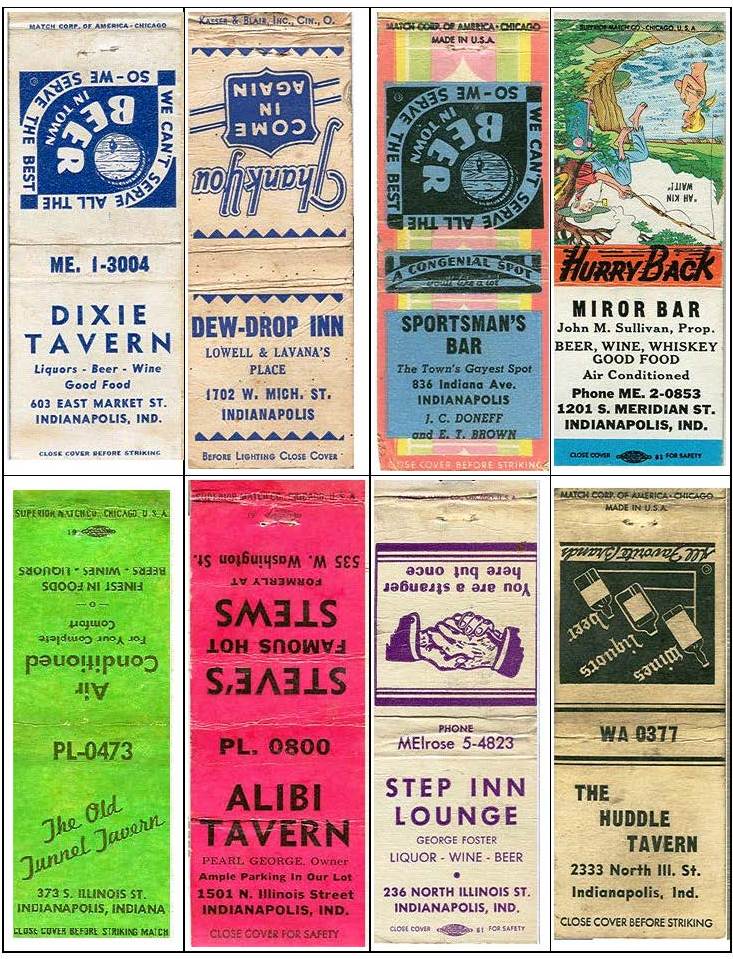 MATCH CORP. OF AMERICA - CHICAGO
WE CAN'T SERVE ALL THE
BEER
IN TOWN
SO-WE SERVE THE BEST
ME. 1-3004
DIXIE
TAVERN
Liquors - Beer - Wine
Good Food
603 EAST MARKET ST.
INDIANAPOLIS, IND.
CLOSE COVER BEFORE STRIKING
KAESER & BLAIR, INC., CIN., O.
Thank You
COME
IN
AGAIN
DEW-DROP INN
LOWELL & LAVANA'S
PLACE
1702 W. MICH. ST.
INDIANAPOLIS
BEFORE LIGHTING CLOSE COVER
MATCH CORP. OF AMERICA - CHICAGO
MADE IN U.S.A.
WE CAN'T SERVE ALL THE
BEER
IN TOWN
SO-WE SERVE THE BEST
A CONGENIAL SPOT
you'll like a lot
SPORTSMAN'S
BAR
The Town's Gayest Spot
836 Indiana Ave.
INDIANAPOLIS
J. C. DONEFF
and E. T. BROWN
CLOSE COVER BEFORE STRIKING
SUPERIOR MATCH CO., CHICAGO, U.S.A.
"AH KIN
WAIT!"
HURRY BACK
MIROR BAR
John M. Sullivan, Prop.
BEER, WINE, WHISKEY
GOOD FOOD
Air Conditioned
Phone ME. 2-0853
1201 S. MERIDIAN ST.
INDIANAPOLIS, IND.
CLOSE COVER 61 FOR SAFETY
SUPERIOR MATCH CO., CHICAGO, U.S.A.
Air
Conditioned
For Your Complete
Comfort
- o -
FINEST IN FOODS
BEERS - WINES - LIQUORS
PL-0473
The Old
Tunnel Tavern
373 S. ILLINOIS ST.
INDIANAPOLIS, INDIANA
CLOSE COVER BEFORE STRIKING MATCH
SUPERIOR MATCH CO., CHICAGO, U.S.A.
STEVE'S
FAMOUS HOT
STEWS
FORMERLY AT
535 W. Washington St.
PL. 0800
ALIBI
TAVERN
PEARL GEORGE, Owner
Ample Parking In Our Lot
1501 N. Illinois Street
INDIANAPOLIS, IND.
CLOSE COVER FOR SAFETY
You are a stranger
here but once
PHONE
MElrose 5-4823
STEP INN
LOUNGE
GEORGE FOSTER
LIQUOR - WINE - BEER
236 NORTH ILLINOIS ST.
INDIANAPOLIS, IND.
CLOSE COVER 61 FOR SAFETY
MATCH CORP. OF AMERICA - CHICAGO
MADE IN U.S.A.
Wines
Liquors
Beer
All Favorite Brands
WA 0377
THE
HUDDLE
TAVERN
2333 North Ill. St.
Indianapolis, Ind.
CLOSE COVER BEFORE STRIKING